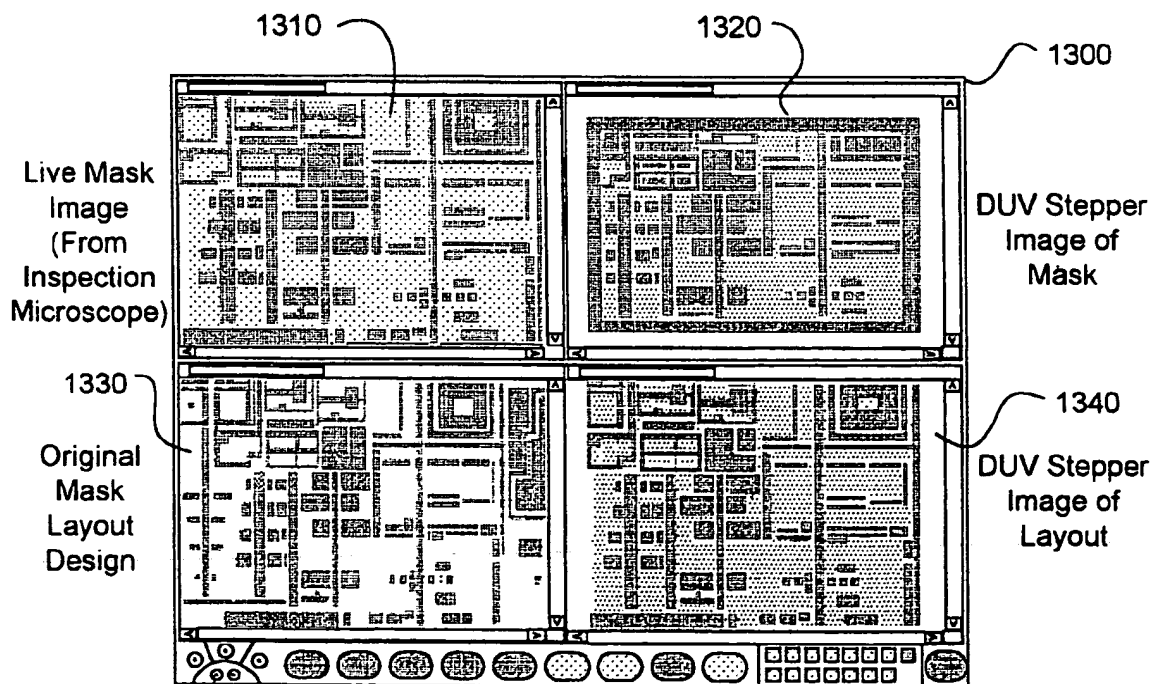 1310
1320
1300
Live Mask
Image
(From
Inspection
Microscope)
DUV Stepper
Image of
Mask
1330
1340
Original
Mask
Layout
Design
DUV Stepper
Image of
Layout